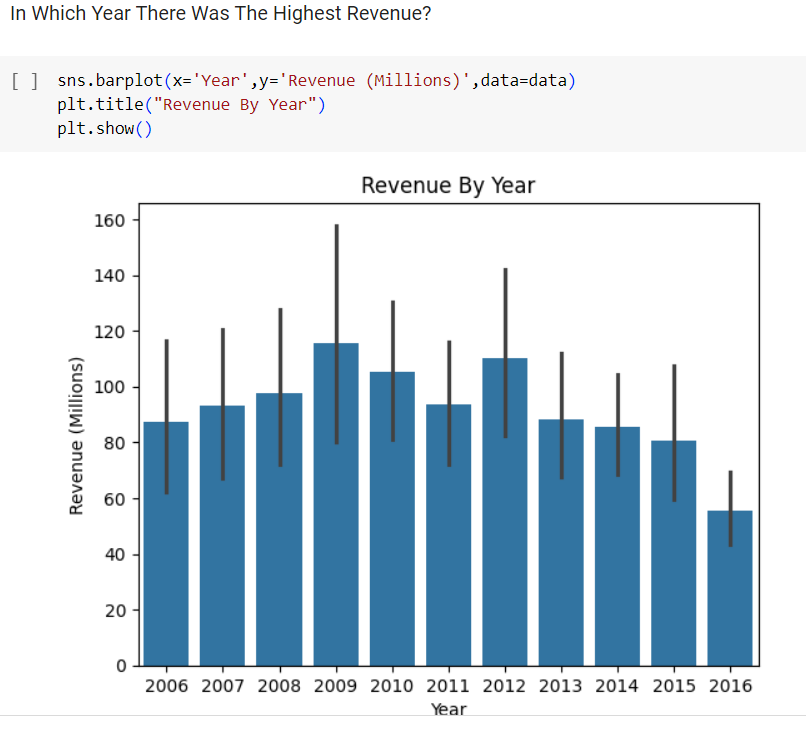 In Which Year There Was The Highest Revenue?
[ ] sns.barplot(x='Year',y='Revenue (Millions)',data=data)
plt.title("Revenue By Year")
plt.show()
Revenue By Year
160
140
120
100
80
60
40
20
0
Revenue (Millions)
2006 2007 2008 2009 2010 2011 2012 2013 2014 2015 2016
Year